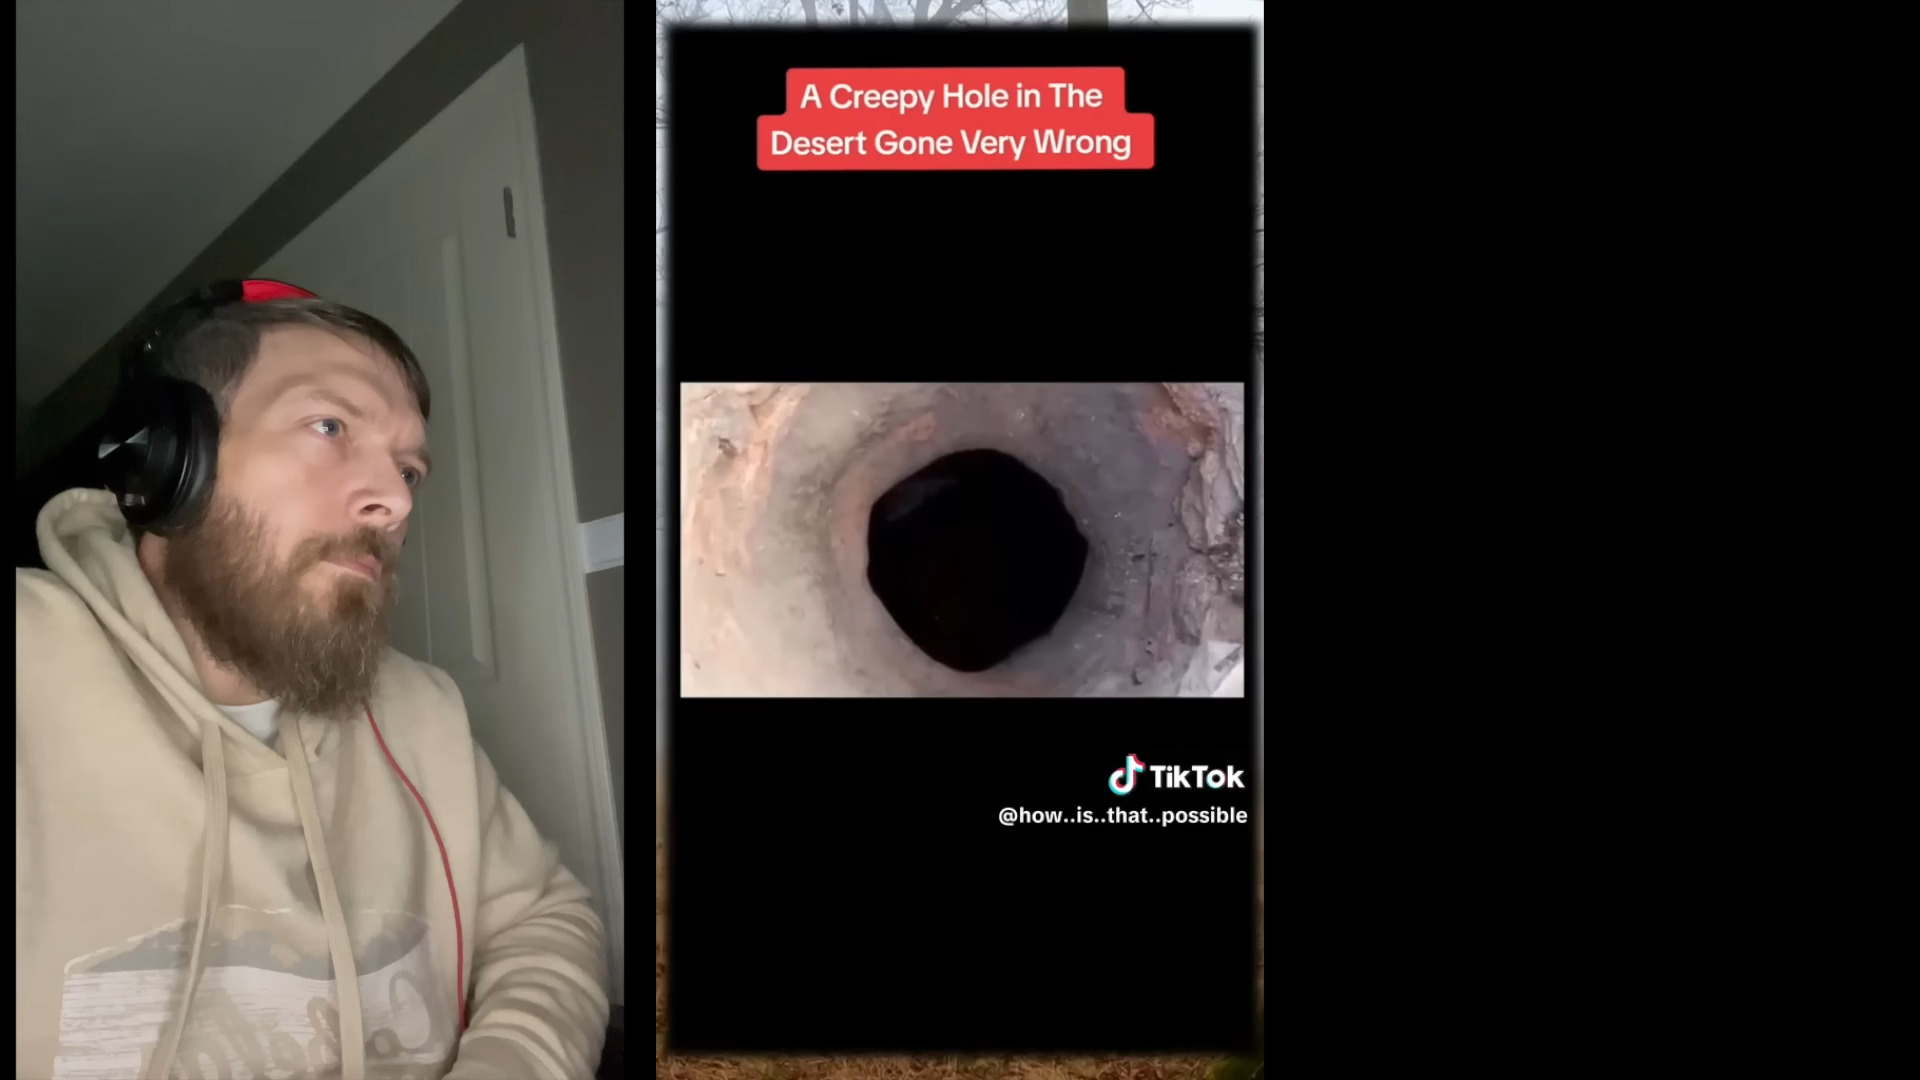 A Creepy Hole in The
Desert Gone Very Wrong
TikTok
@how..is..that..possible